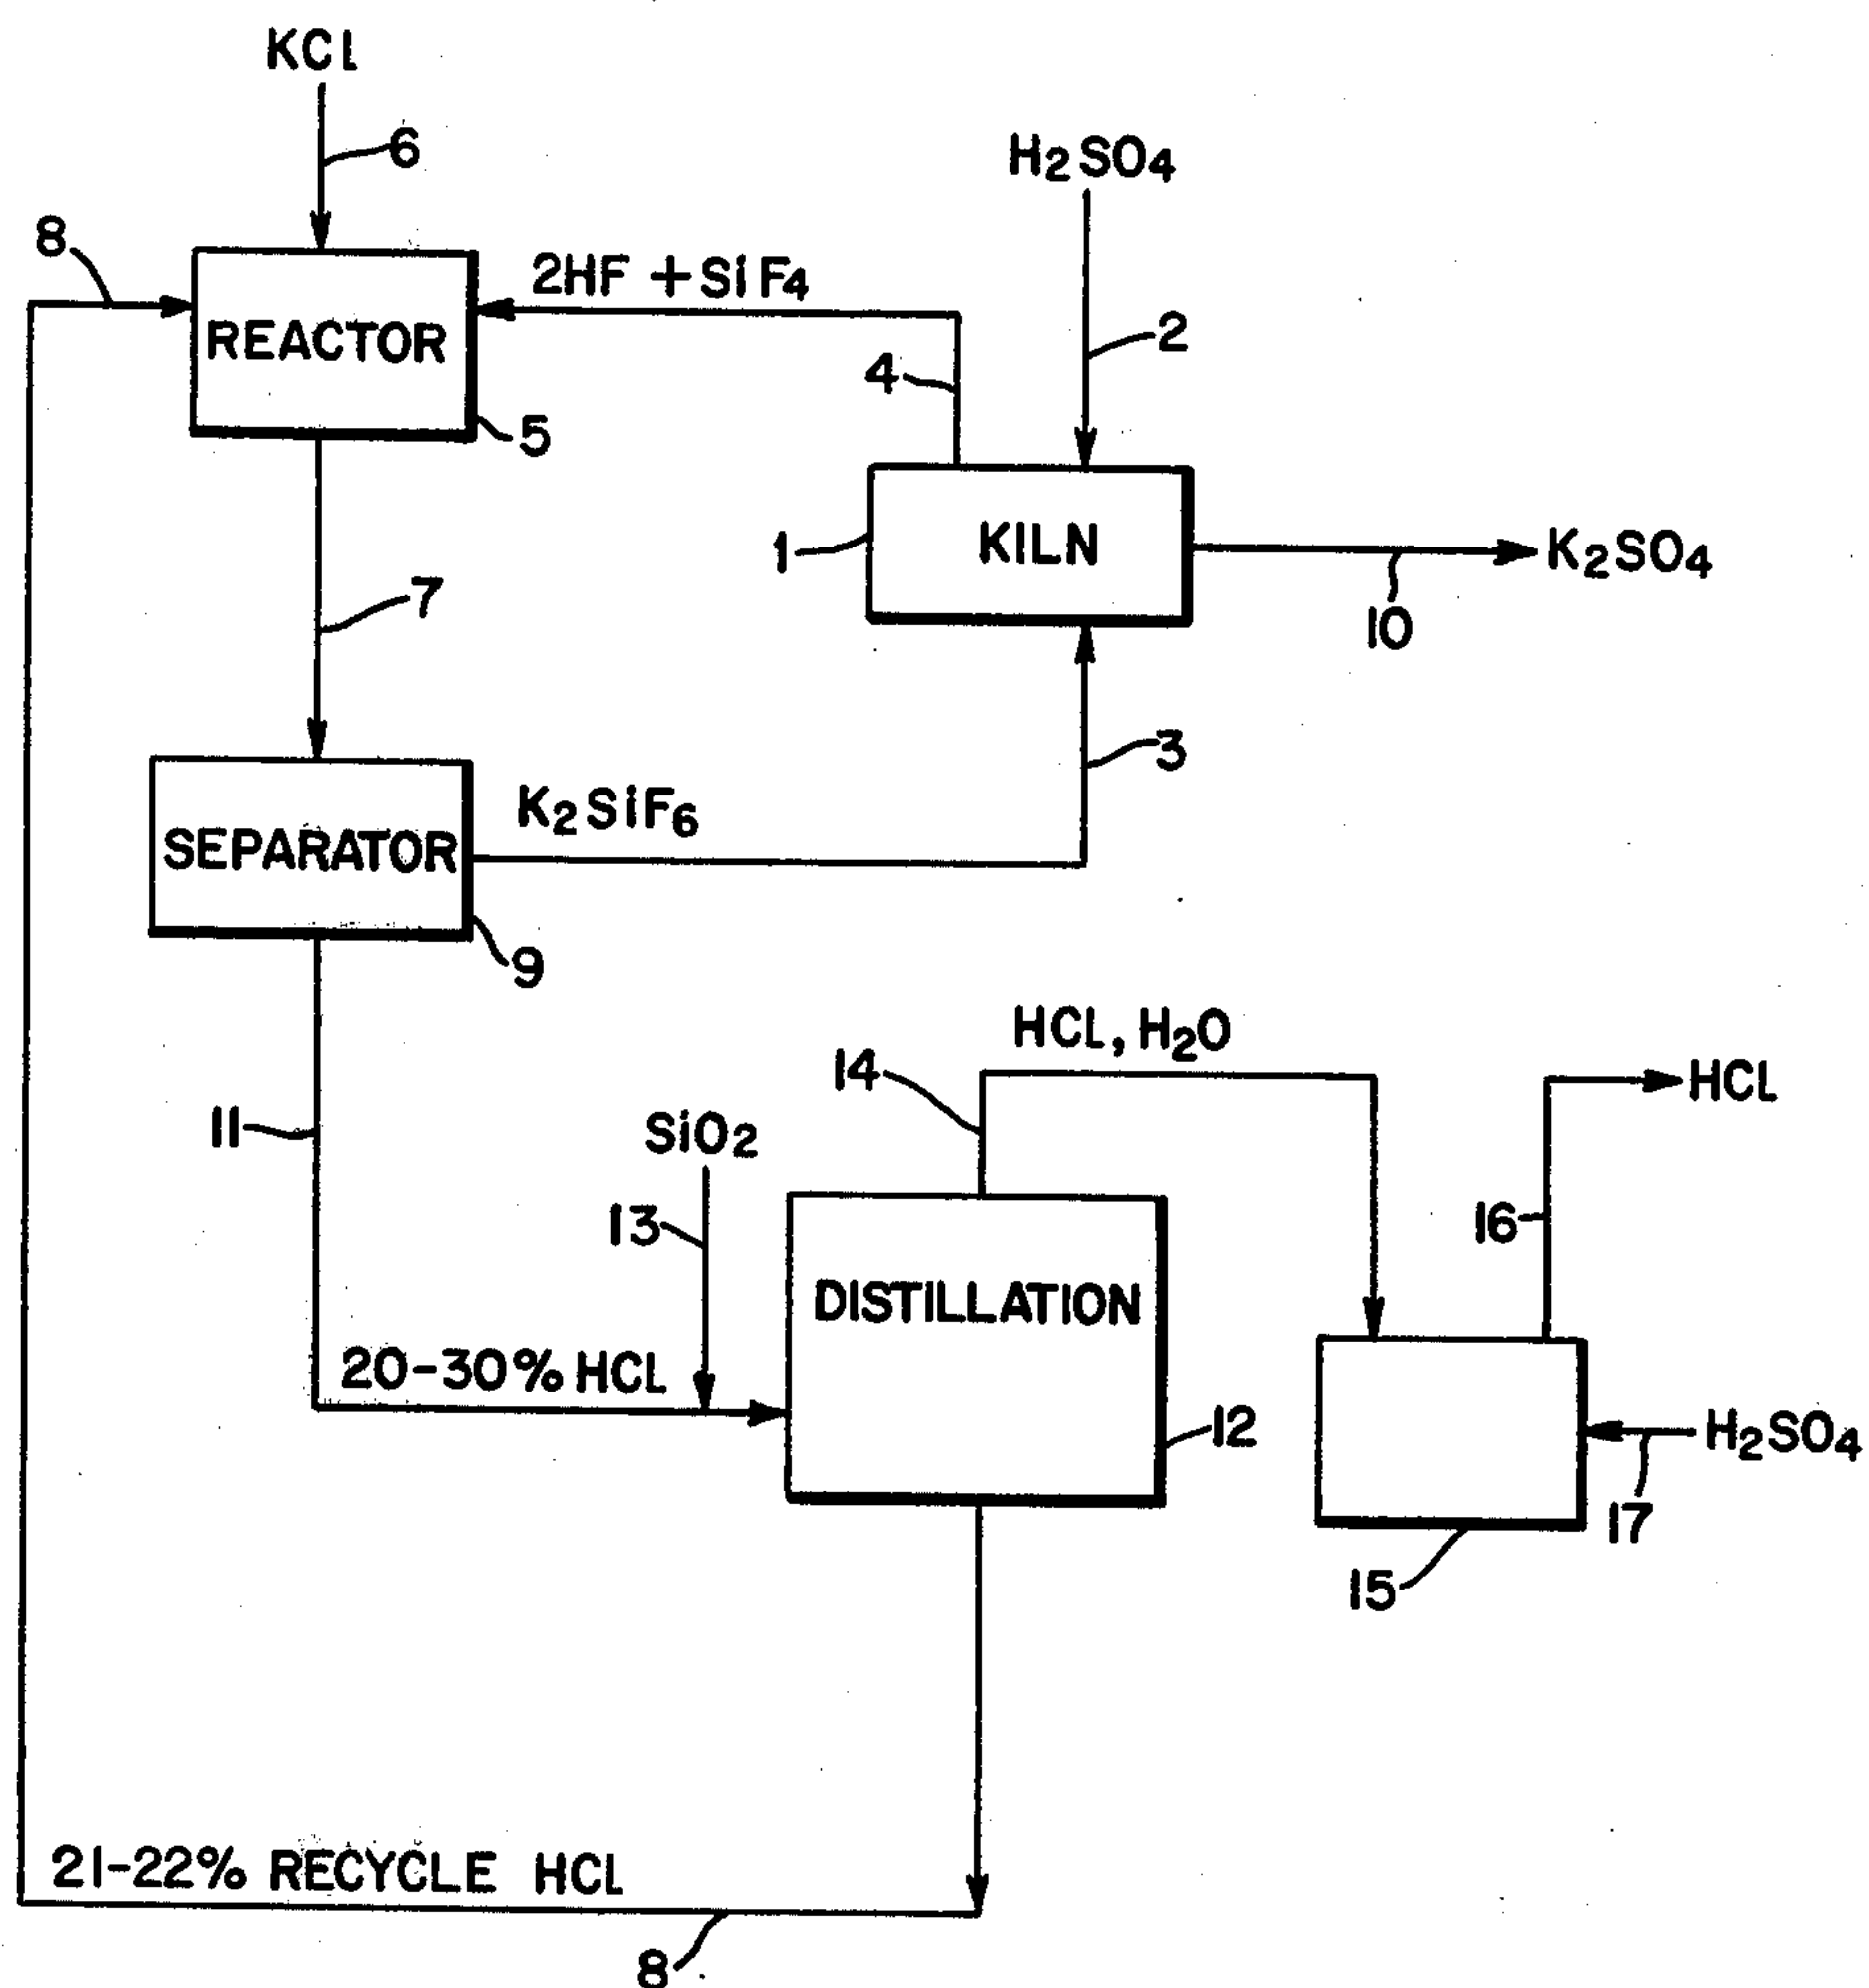 KCl
6
H2SO4
8
2HF + SiF4
2
REACTOR
4
5
KILN
1
K2SO4
10
7
3
K2SiF6
SEPARATOR
9
HCL, H2O
14
HCL
11
SiO2
13
16
DISTILLATION
20-30% HCL
12
H2SO4
17
15
21-22% RECYCLE HCL
8